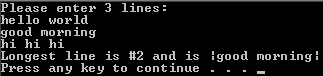 Please enter 3 lines:
hello world
good morning
hi hi hi
Longest line is #2 and is ¦good morning¦
Press any key to continue . . .